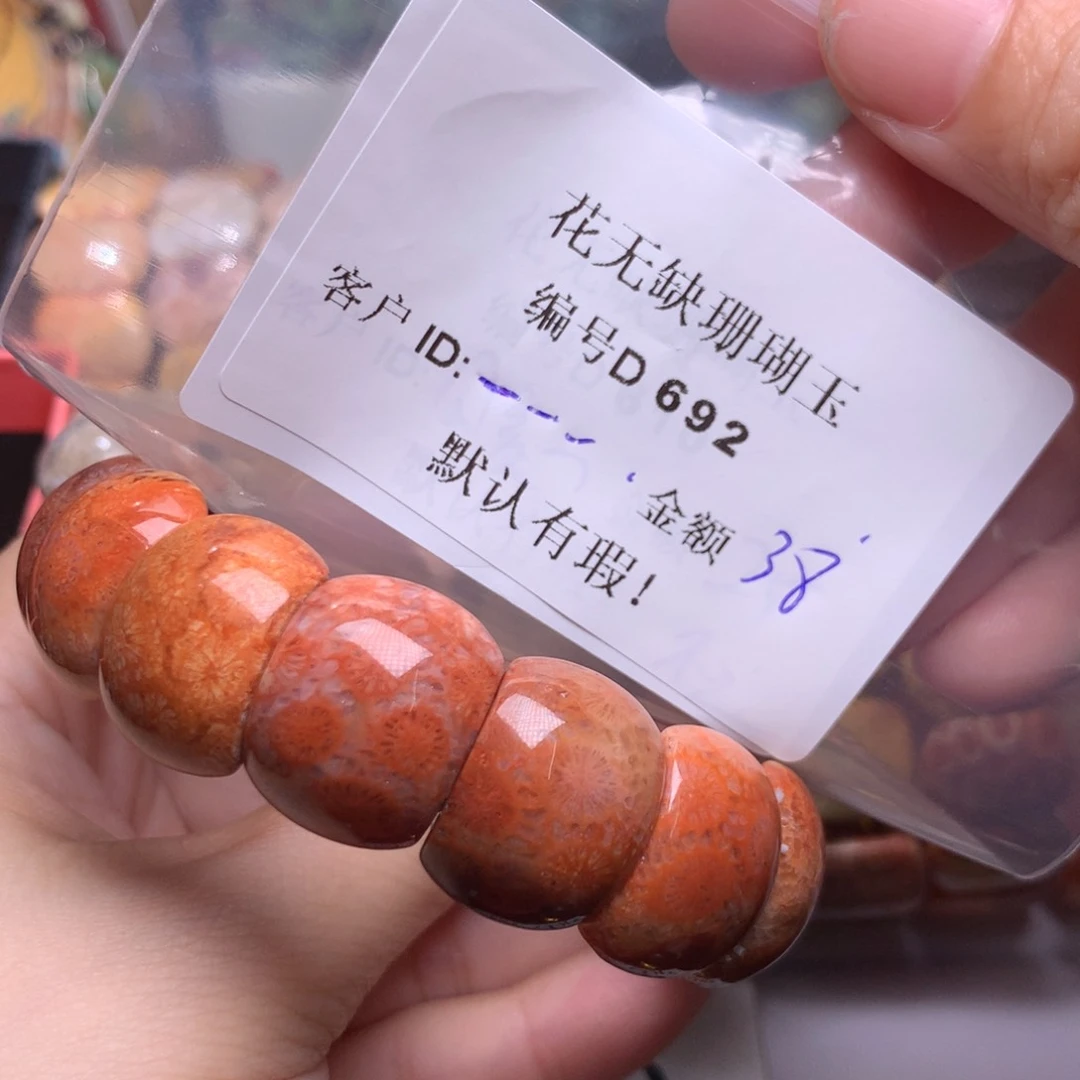 花无缺珊瑚玉
编号D 692
客户 ID:
金额 38
默认有瑕!